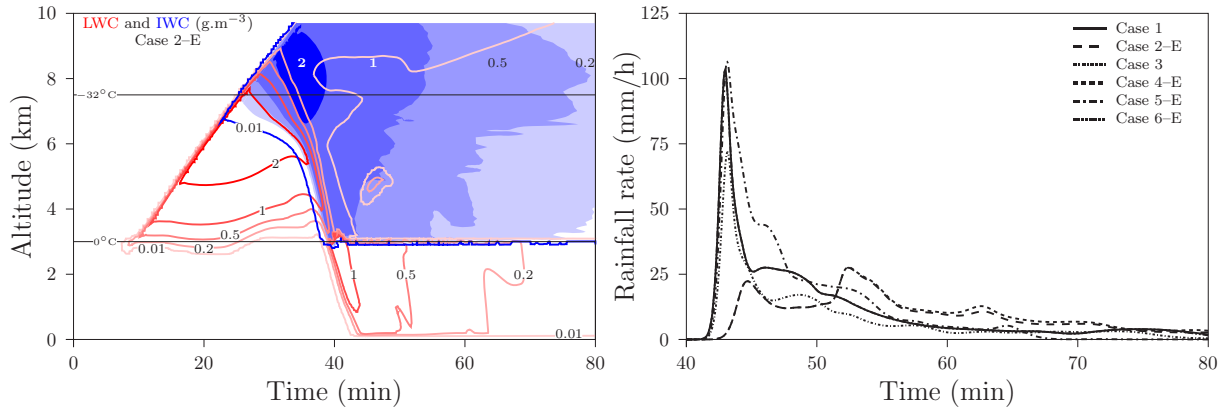 LWC and IWC (g.m−3)
Case 2–E
10
8
6
4
2
0
Altitude (km)
−32°C
0°C
2
1
0.5
0.2
0.01
2
1
0.5
0.2
0.01
1
0.5
0.2
0.01
0
20
40
60
80
Time (min)
Rainfall rate (mm/h)
125
100
75
50
25
0
Case 1
Case 2–E
Case 3
Case 4–E
Case 5–E
Case 6–E
40
50
60
70
80
Time (min)